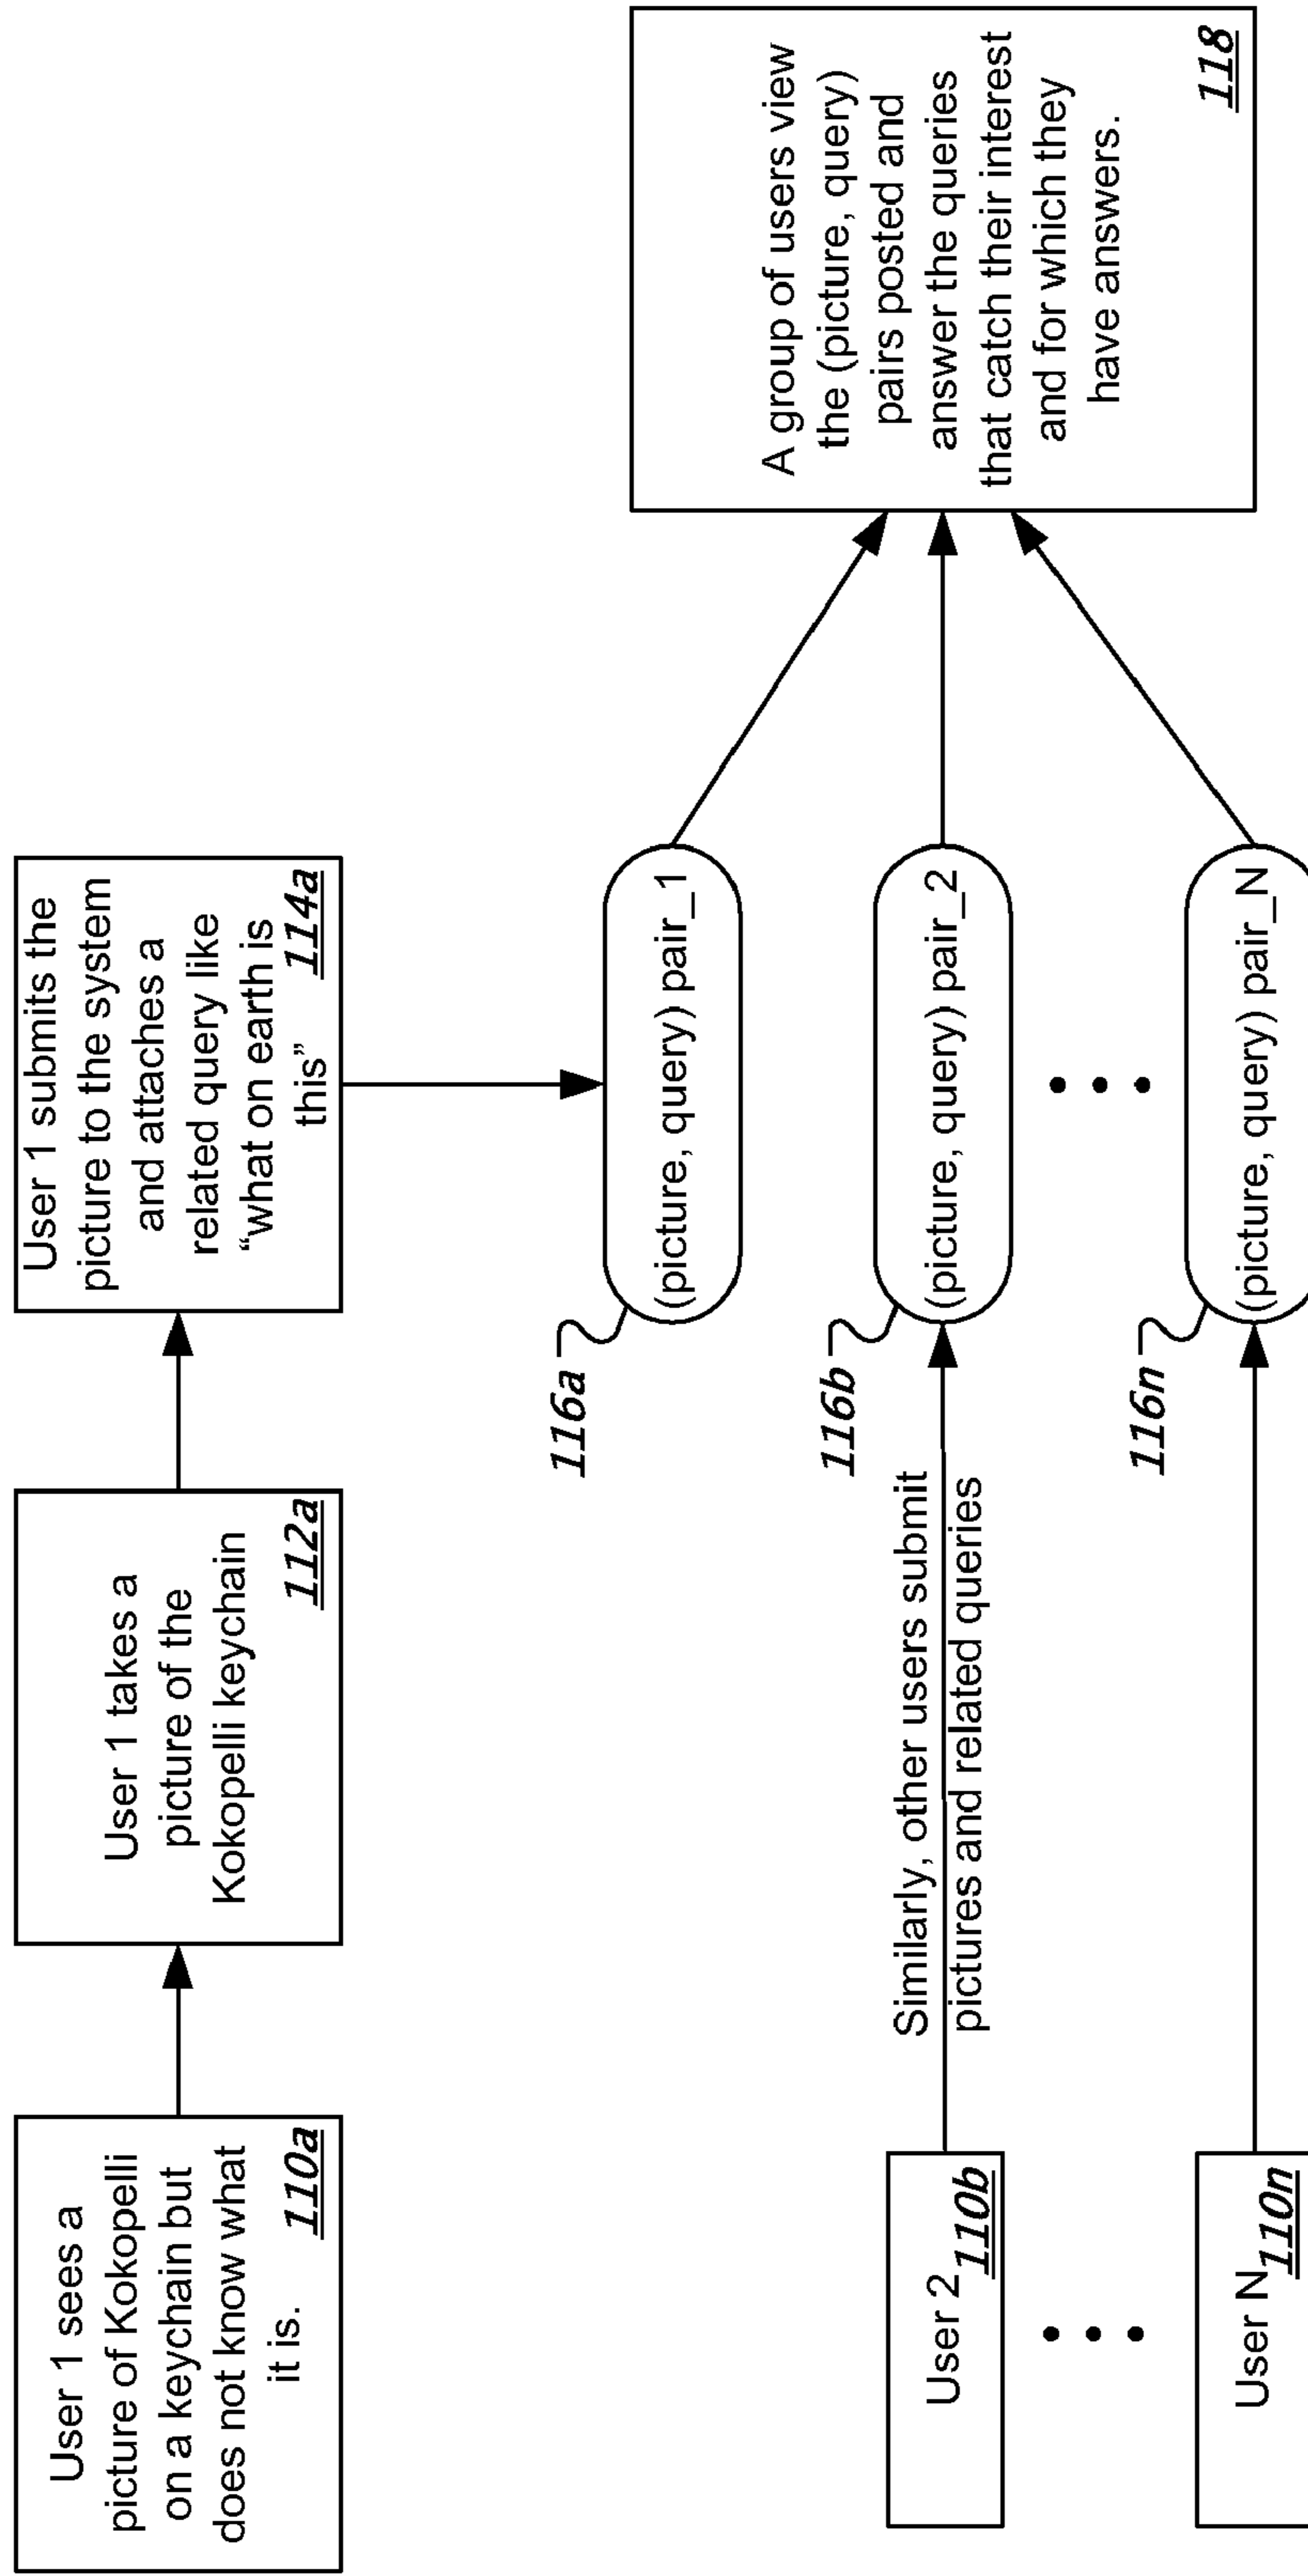 User 1 sees a
picture of Kokopelli
on a keychain but
does not know what
it is.
110a
User 1 takes a
picture of the
Kokopelli keychain
112a
User 1 submits the
picture to the system
and attaches a
related query like
“what on earth is
this”
114a
116a
(picture, query) pair_1
User 2
110b
Similarly, other users submit
pictures and related queries
116b
(picture, query) pair_2
User N
110n
116n
(picture, query) pair_N
A group of users view
the (picture, query)
pairs posted and
answer the queries
that catch their interest
and for which they
have answers.
118